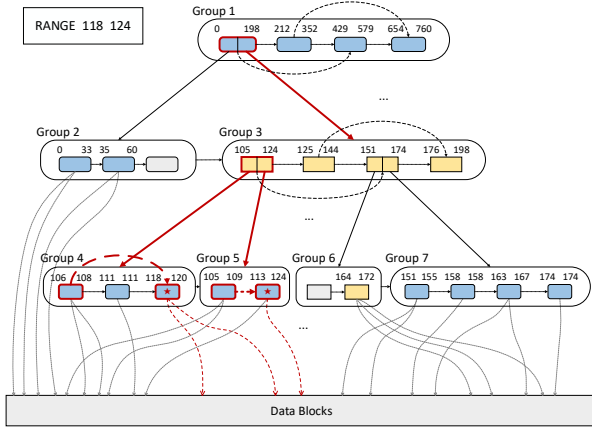 RANGE 118 124
Group 1
0 198 212 352 429 579 654 760
...
Group 2
0 33 35 60
Group 3
105 124 125 144 151 174 176 198
...
Group 4
106 108 111 111 118 120
Group 5
105 109 113 124
Group 6
164 172
Group 7
151 155 158 158 163 167 174 174
...
Data Blocks